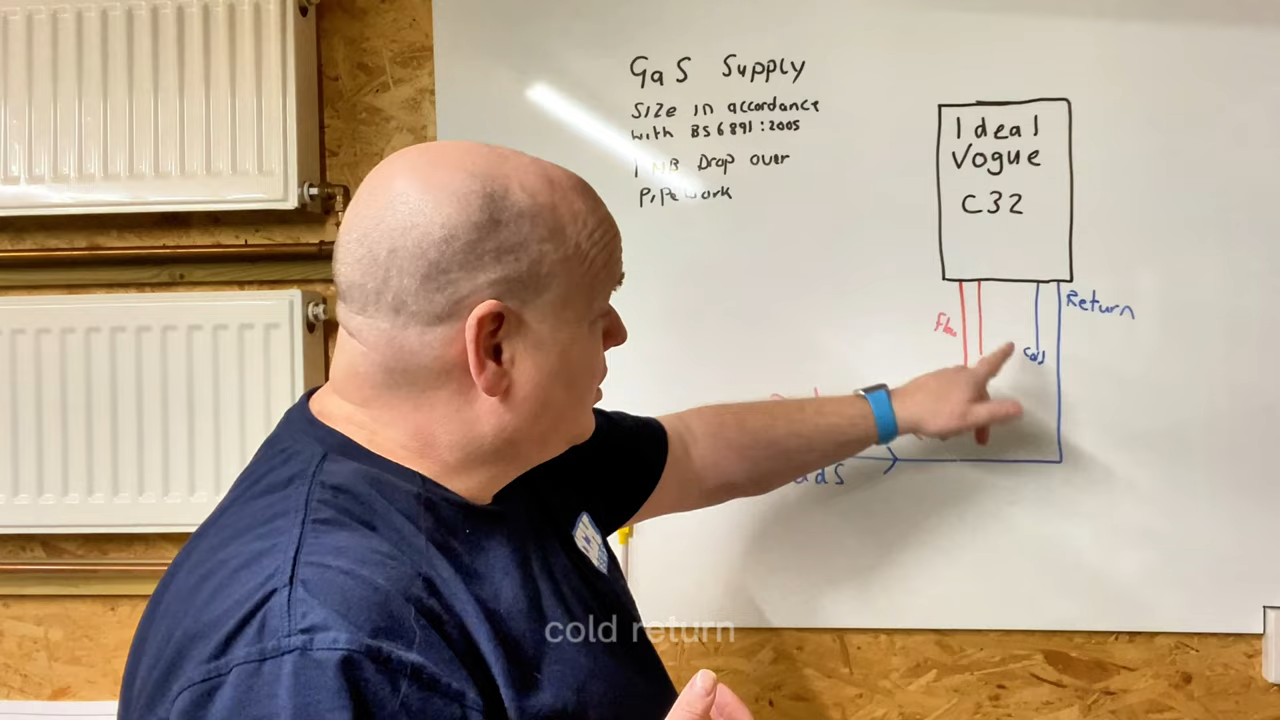 Gas Supply
Size in accordance
with BS 6891:2005
1 MB Drop over
Pipework
Ideal
Vogue
C32
Return
Flow
Cold
cold return